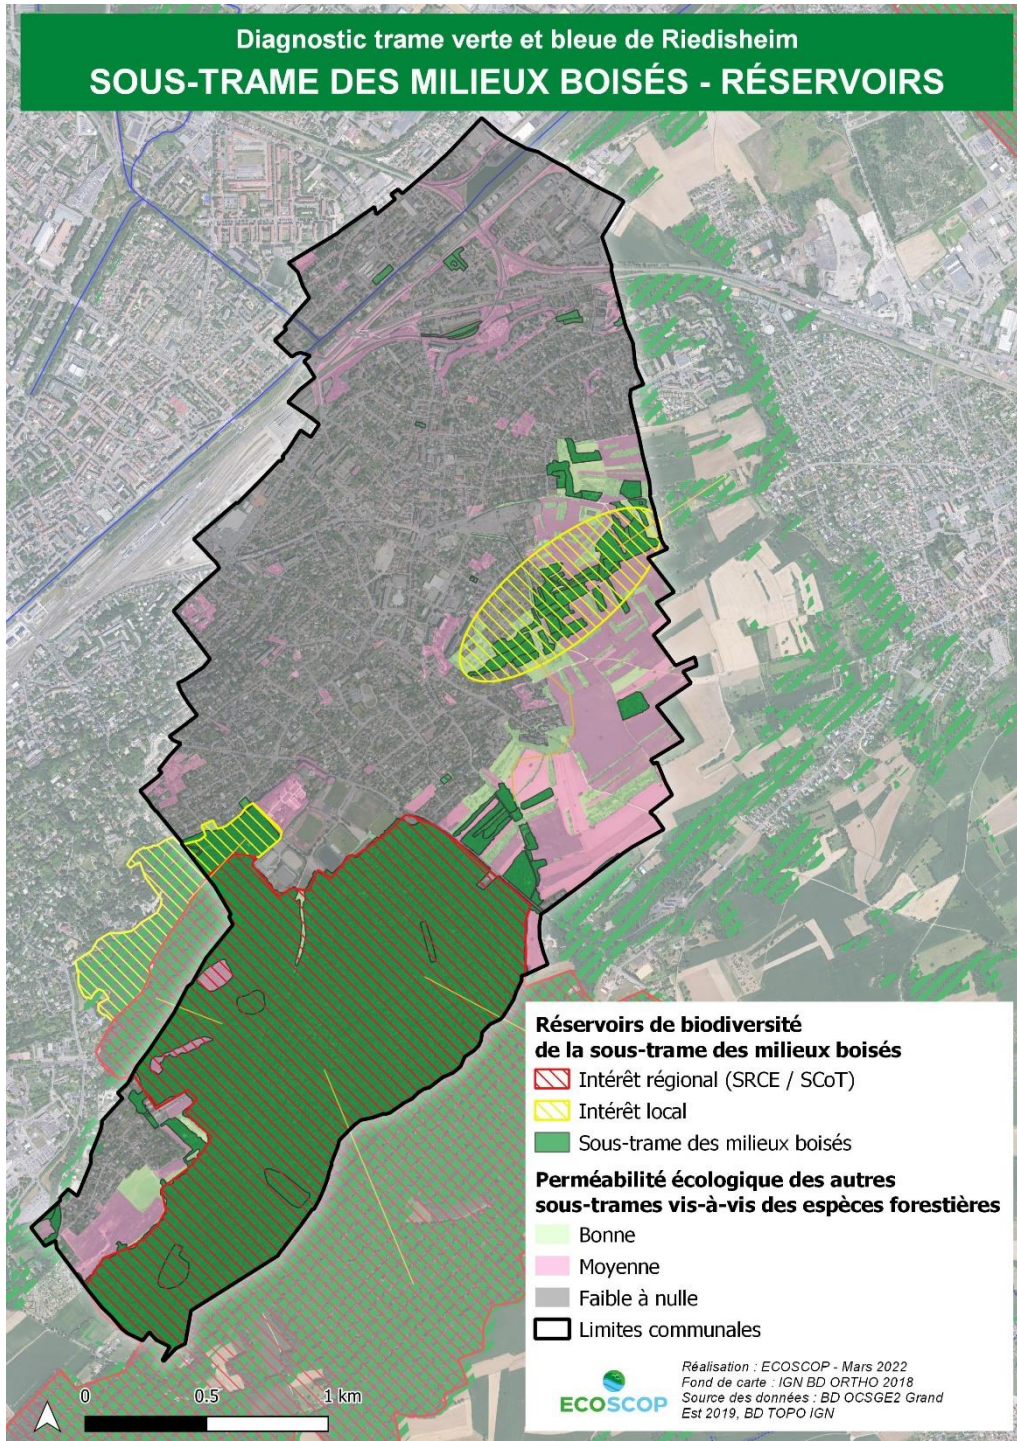 Diagnostic trame verte et bleue de Riedisheim
SOUS-TRAME DES MILIEUX BOISÉS - RÉSERVOIRS
Réservoirs de biodiversité
de la sous-trame des milieux boisés
Intérêt régional (SRCE / SCoT)
Intérêt local
Sous-trame des milieux boisés
Perméabilité écologique des autres
sous-trames vis-à-vis des espèces forestières
Bonne
Moyenne
Faible à nulle
Limites communales
ECOSCOP
Réalisation : ECOSCOP - Mars 2022
Fond de carte : IGN BD ORTHO 2018
Source des données : BD OCSGE2 Grand
Est 2019, BD TOPO IGN
0 0.5 1 km